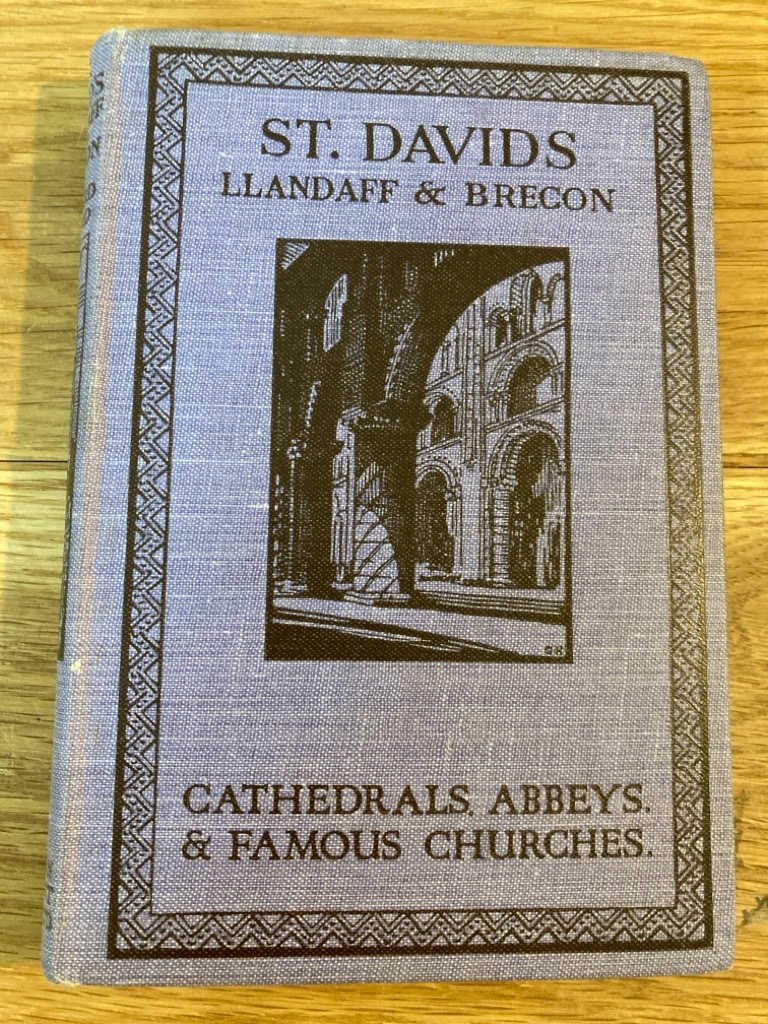 ST. DAVIDS
LLANDAFF & BRECON
CATHEDRALS, ABBEYS,
& FAMOUS CHURCHES.